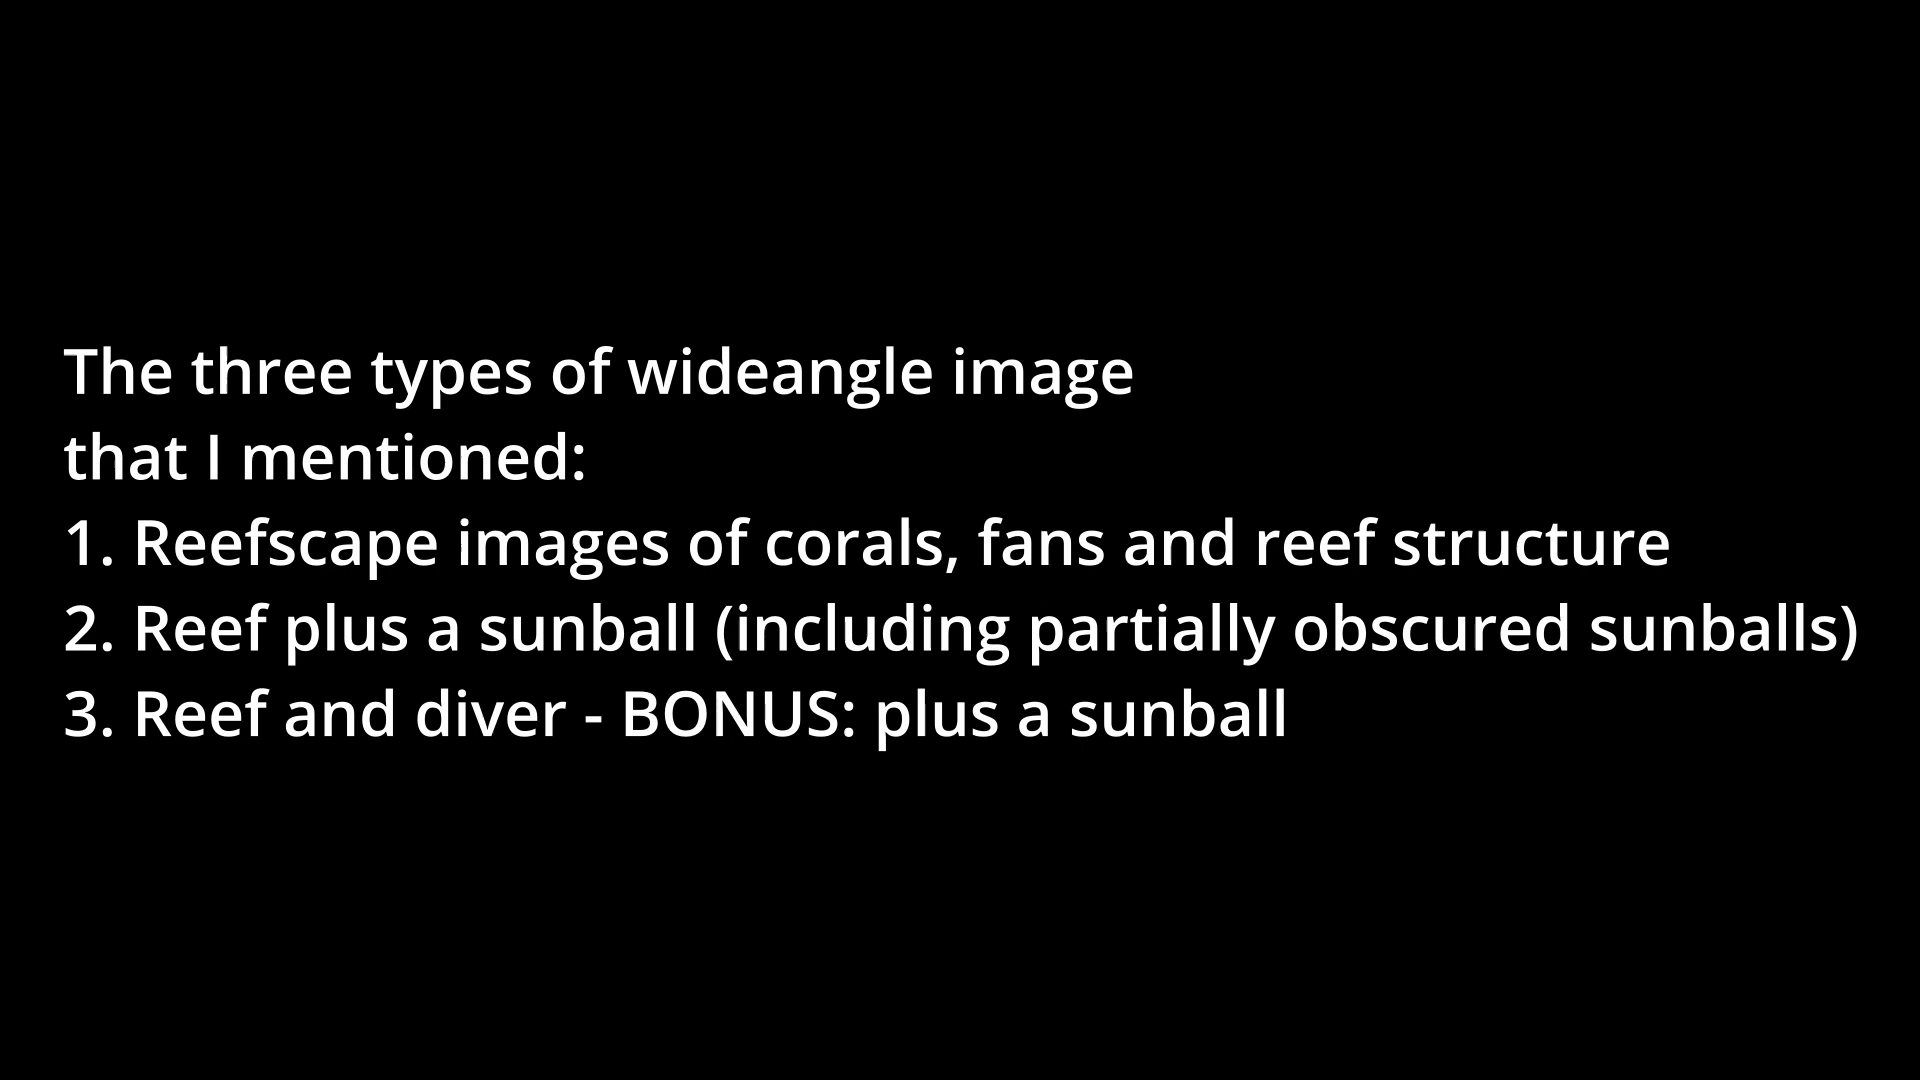 The three types of wideangle image
that I mentioned:
1. Reefscape images of corals, fans and reef structure
2. Reef plus a sunball (including partially obscured sunballs)
3. Reef and diver - BONUS: plus a sunball